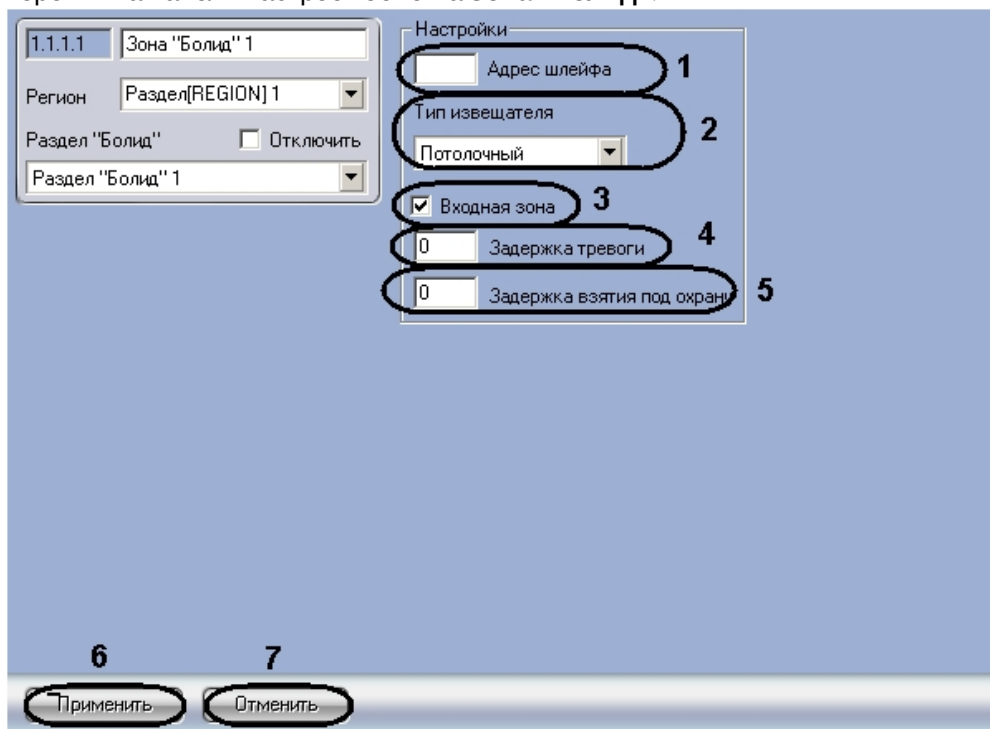 1.1.1.1 Зона "Болид" 1
Регион Раздел[REGION] 1
Раздел "Болид" Отключить
Раздел "Болид" 1
Настройки
Адрес шлейфа 1
Тип извещателя
Потолочный 2
Входная зона 3
0 Задержка тревоги 4
0 Задержка взятия под охран 5
6 7
Применить Отменить